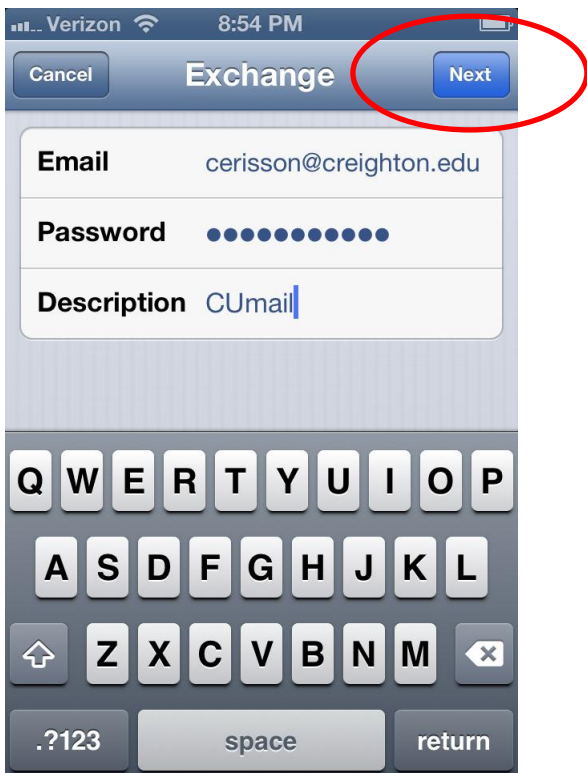 Verizon 8:54 PM
Cancel Exchange Next
Email cerisson@creighton.edu
Password ●●●●●●●●●●●
Description CUmail
Q W E R T Y U I O P
A S D F G H J K L
Z X C V B N M
.?123 space return